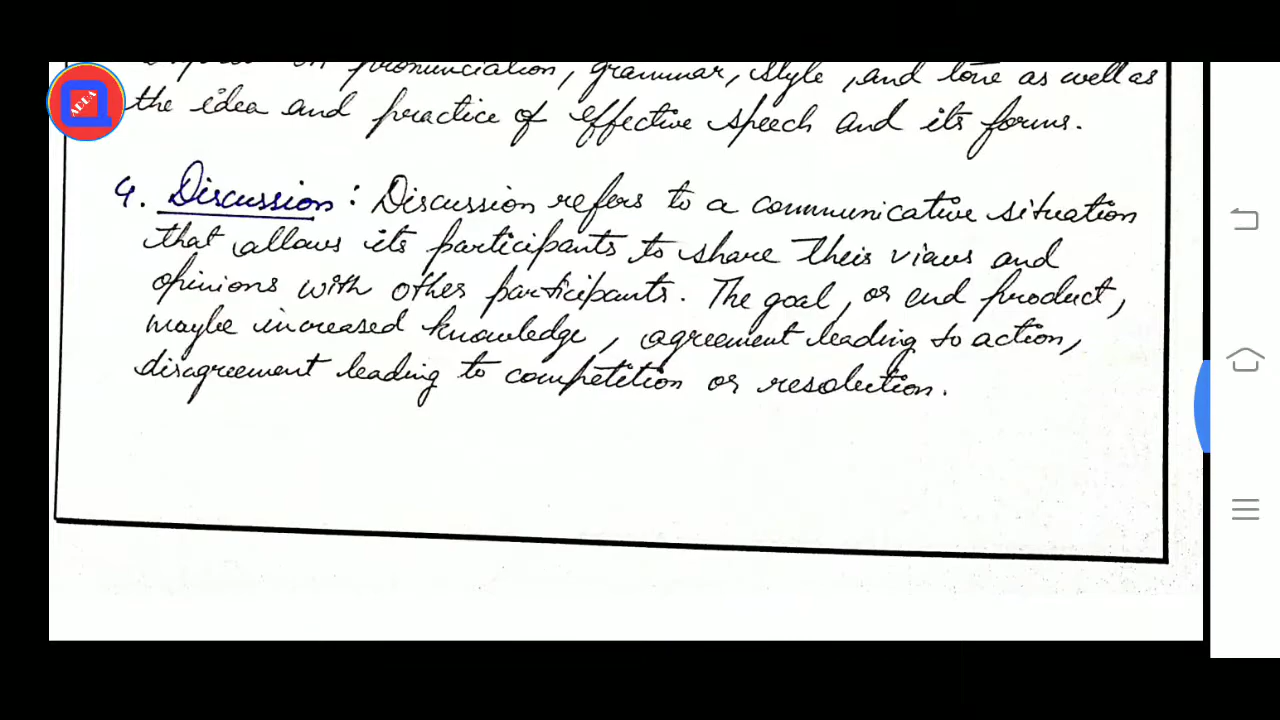 on pronunciation, grammar, style, and tone as well as
the idea and practice of effective speech and its forms.
4. Discussion: Discussion refers to a communicative situation
that allows its participants to share their views and
opinions with other participants. The goal, or end product,
maybe increased knowledge, agreement leading to action,
disagreement leading to competition or resolution.
ADDA